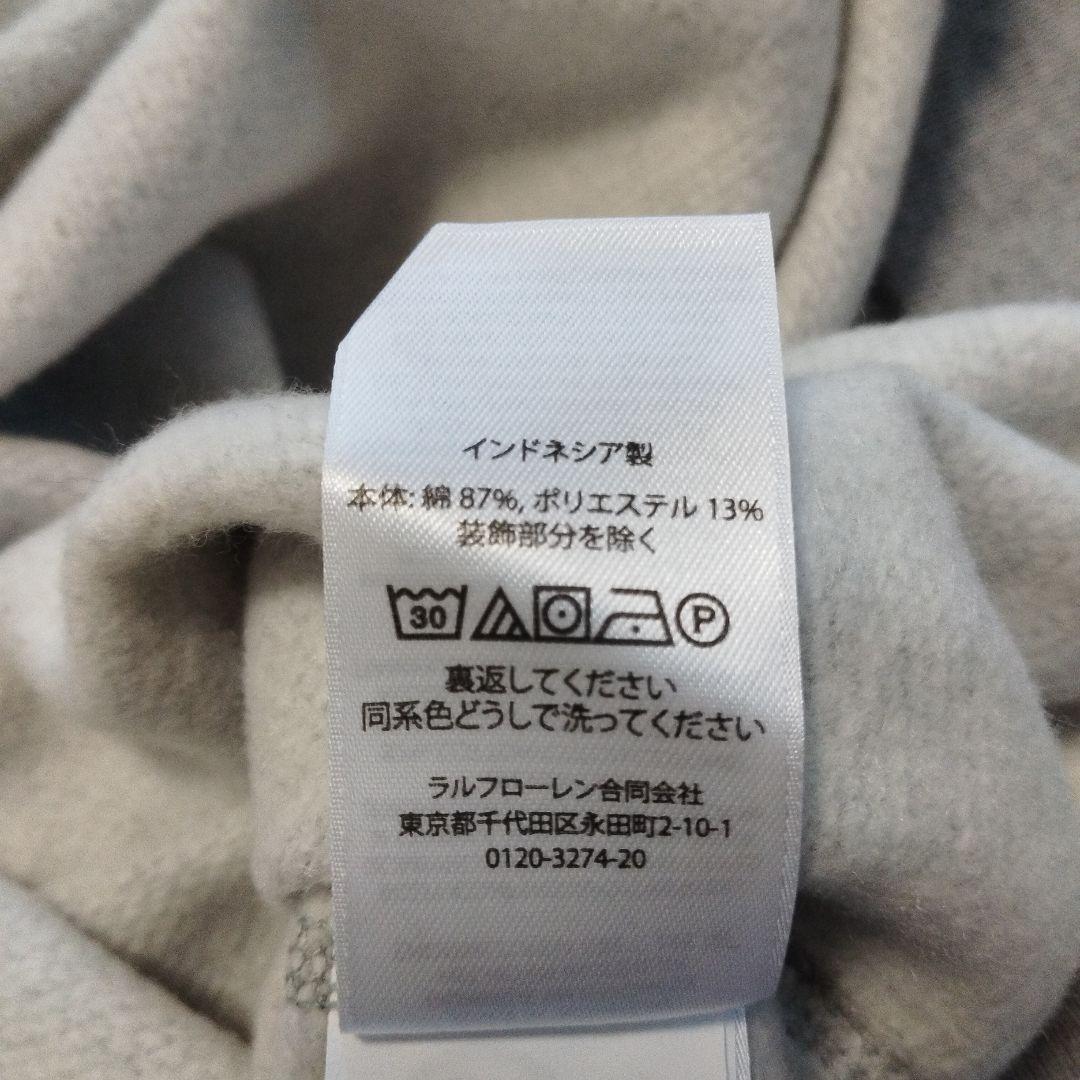 インドネシア製
本体: 綿 87%, ポリエステル 13%
装飾部分を除く
30 P
裏返してください
同系色どうしで洗ってください
ラルフローレン合同会社
東京都千代田区永田町2-10-1
0120-3274-20